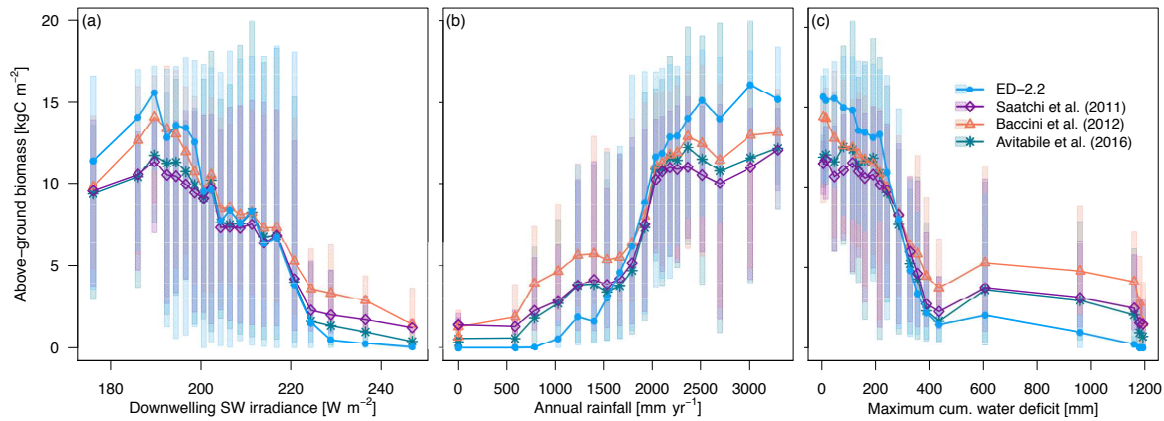 (a)
(b)
(c)
Above−ground biomass [kgC m−2]
20
15
10
5
0
ED−2.2
Saatchi et al. (2011)
Baccini et al. (2012)
Avitabile et al. (2016)
180 200 220 240
0 500 1000 1500 2000 2500 3000
0 200 400 600 800 1000 1200
Downwelling SW irradiance [W m−2]
Annual rainfall [mm yr−1]
Maximum cum. water deficit [mm]